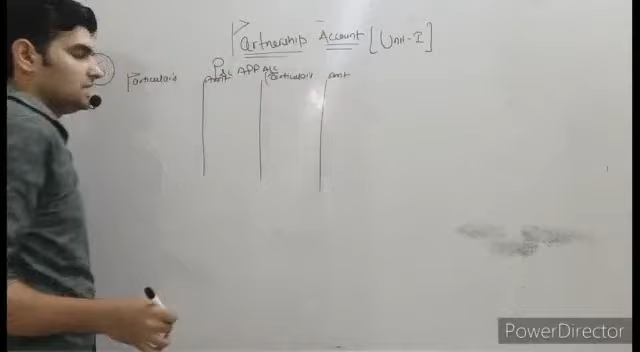 Partnership Account [Unit-I]
P&L APP A/c
Particulars Amt Particulars Amt
PowerDirector